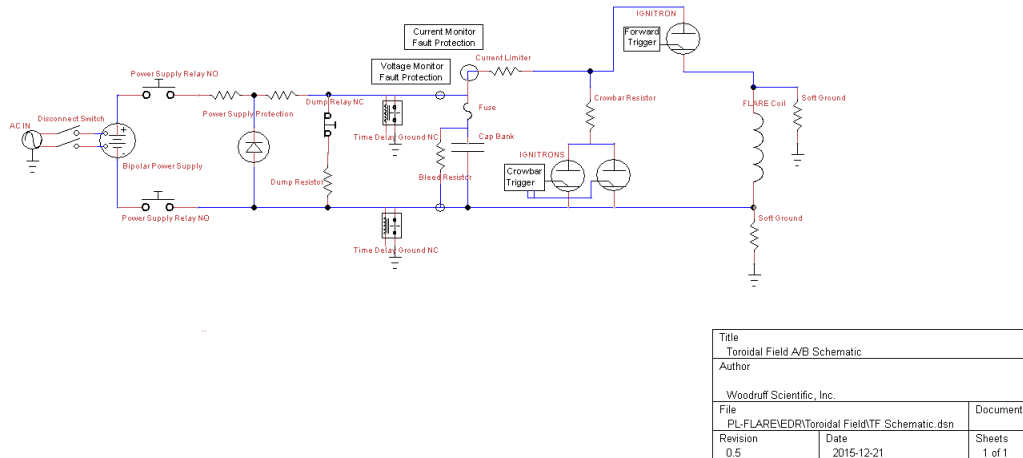 IGNITRON
Current Monitor
Fault Protection
Forward
Trigger
Current Limiter
Voltage Monitor
Fault Protection
Power Supply Relay NO
Dump Relay NC
Soft Ground
Fuse
Crowbar Resistor
FLARE Coil
Disconnect Switch
Power Supply Protection
AC IN
Time Delay Ground NC
Cap Bank
IGNITRONS
Bipolar Power Supply
Dump Resistor
Bleed Resistor
Crowbar
Trigger
Power Supply Relay NO
Soft Ground
Time Delay Ground NC
Title
Toroidal Field A/B Schematic
Author
Woodruff Scientific, Inc.
File
Document
PL-FLARE\EDR\Toroidal Field\TF Schematic.dsn
Revision
Date
Sheets
0.5
2015-12-21
1 of 1